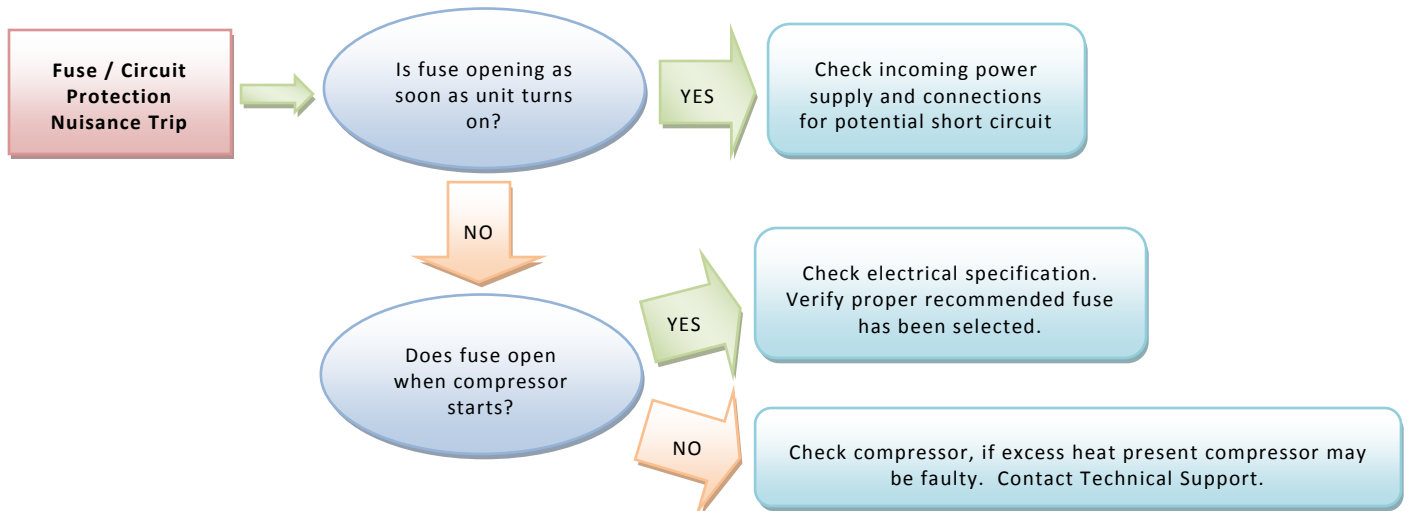 Fuse / Circuit
Protection
Nuisance Trip
Is fuse opening as
soon as unit turns
on?
YES
Check incoming power
supply and connections
for potential short circuit
NO
Does fuse open
when compressor
starts?
YES
Check electrical specification.
Verify proper recommended fuse
has been selected.
NO
Check compressor, if excess heat present compressor may
be faulty. Contact Technical Support.